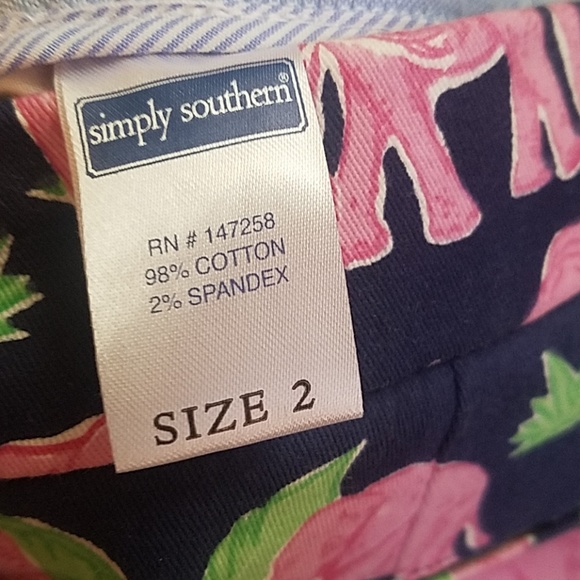 simply southern®
RN # 147258
98% COTTON
2% SPANDEX
SIZE 2